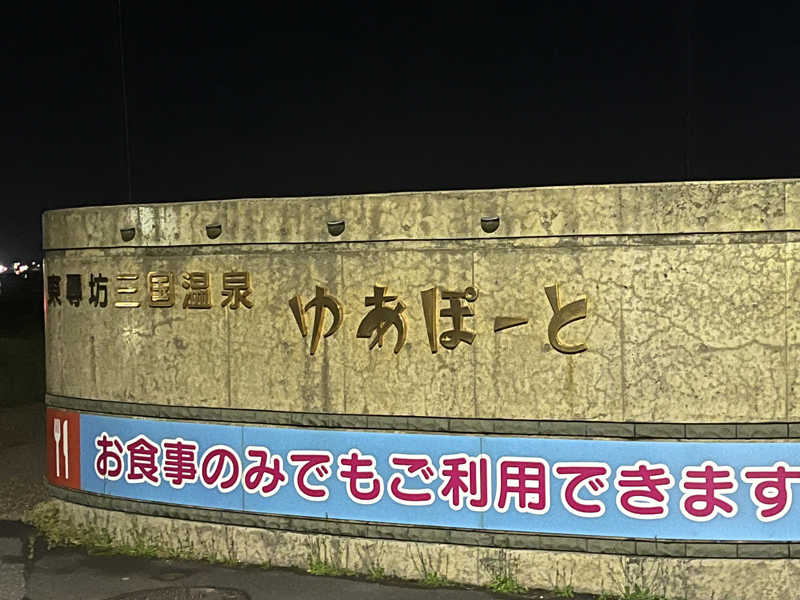 東尋坊三国温泉
ゆあぽーと
お食事のみでもご利用できます